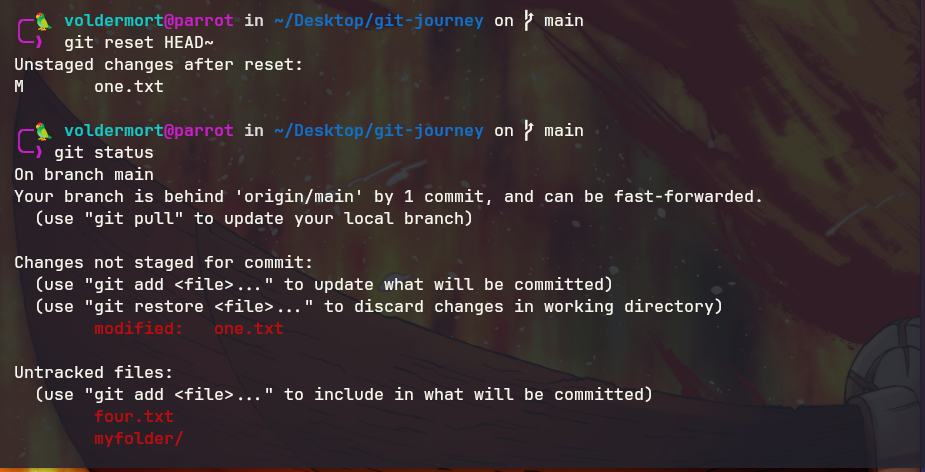 voldermort@parrot in ~/Desktop/git-journey on main
git reset HEAD~
Unstaged changes after reset:
M       one.txt
voldermort@parrot in ~/Desktop/git-journey on main
git status
On branch main
Your branch is behind 'origin/main' by 1 commit, and can be fast-forwarded.
  (use "git pull" to update your local branch)
Changes not staged for commit:
  (use "git add <file>..." to update what will be committed)
  (use "git restore <file>..." to discard changes in working directory)
        modified:   one.txt
Untracked files:
  (use "git add <file>..." to include in what will be committed)
        four.txt
        myfolder/